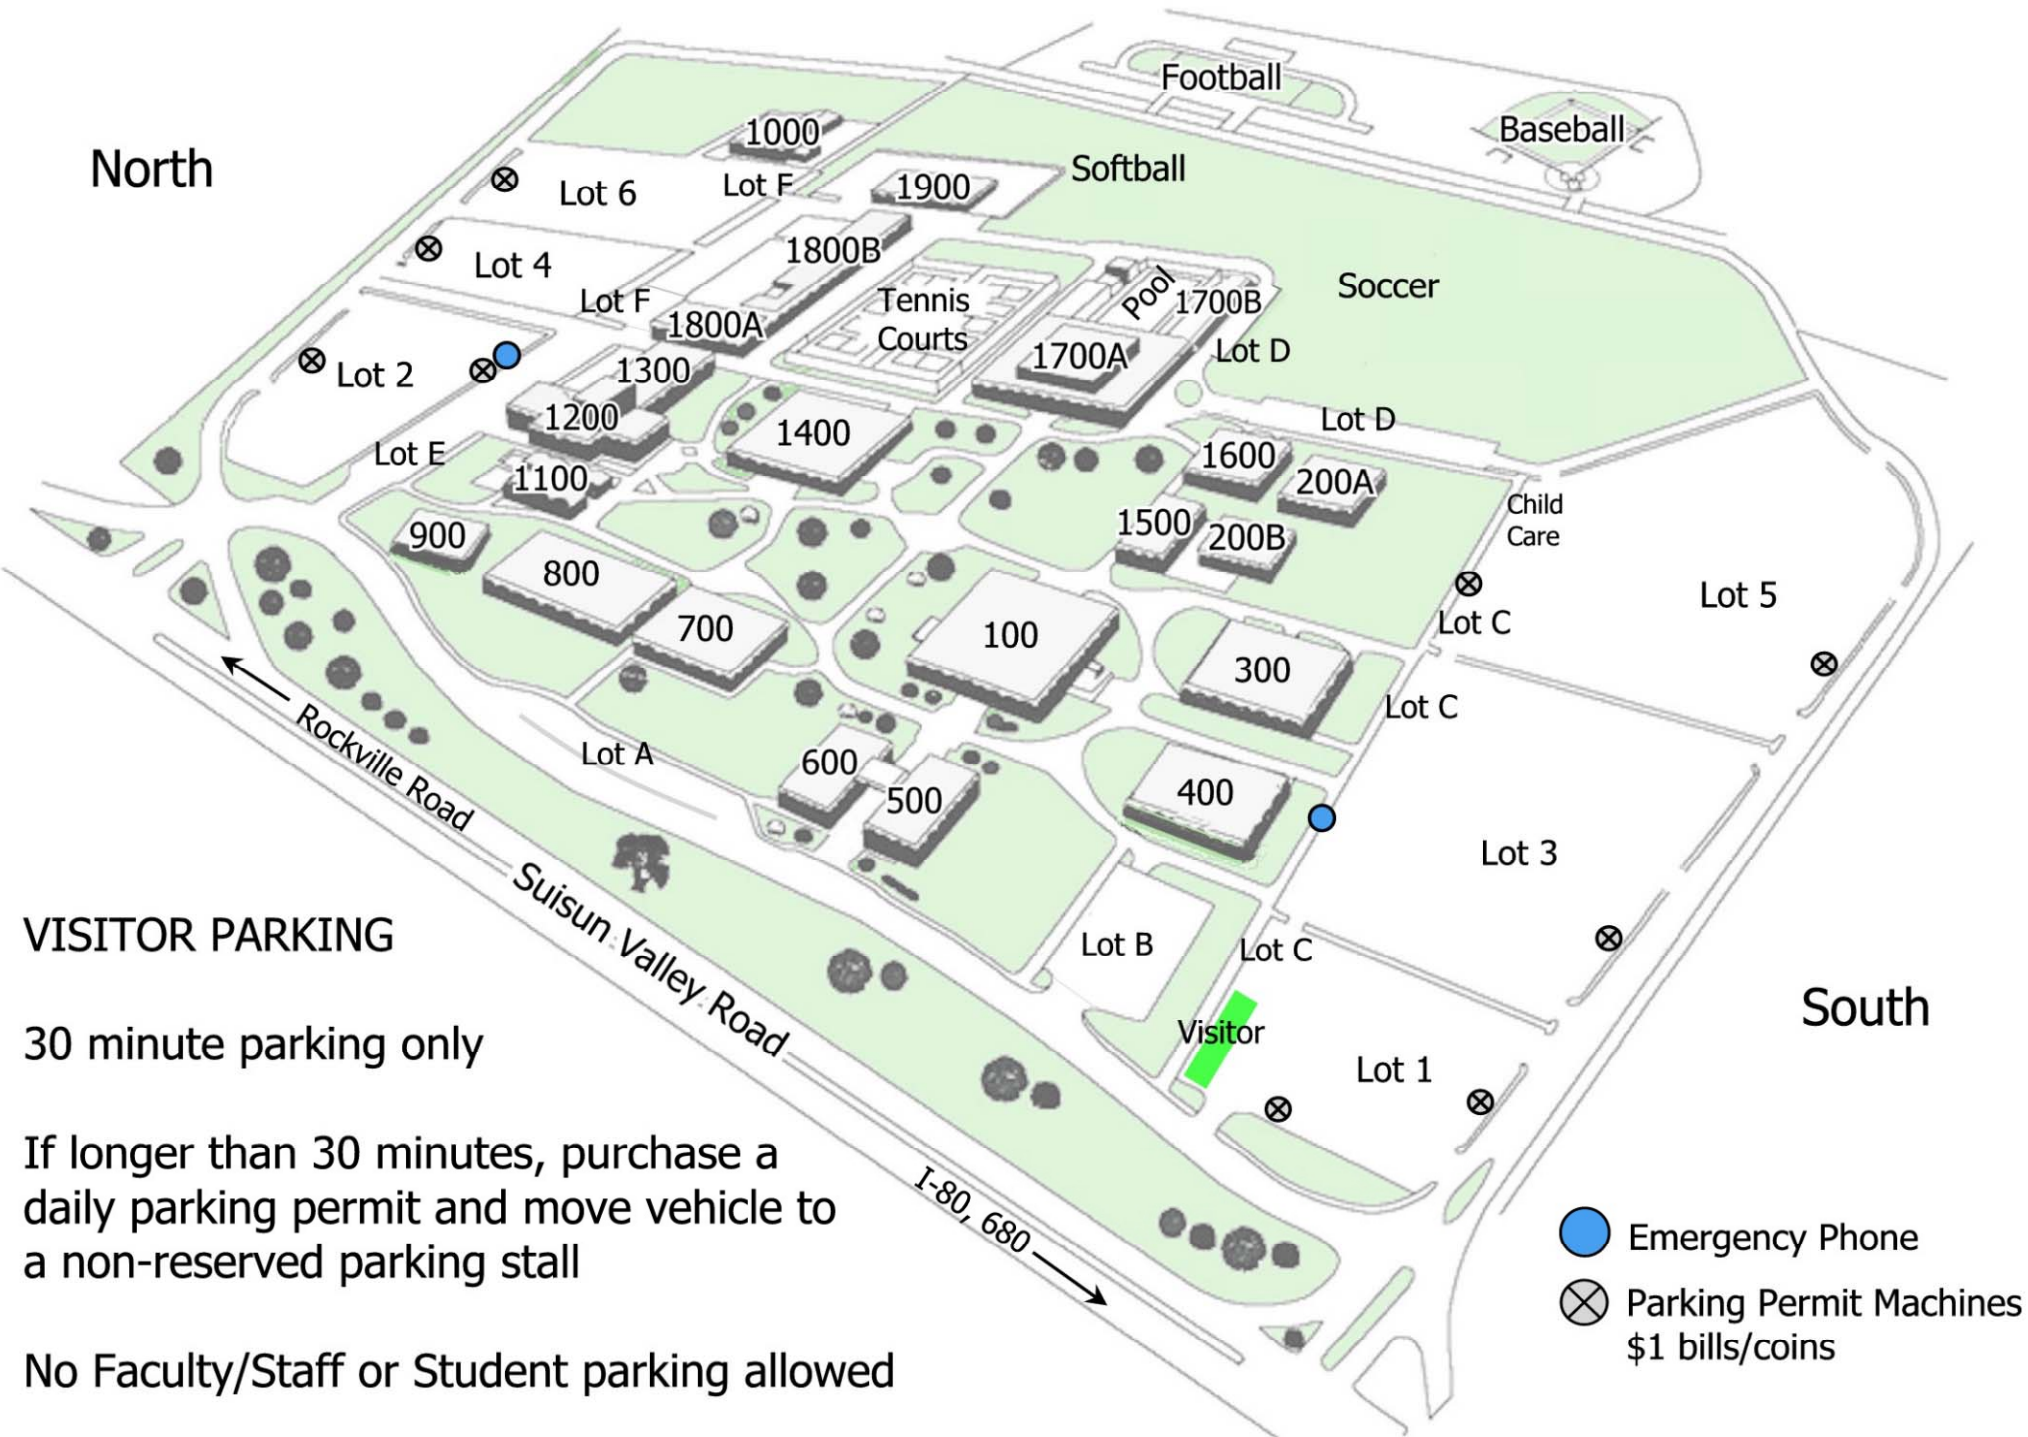 Football
Baseball
North
1000
Softball
Lot 6
Lot F
1900
1800B
Lot 4
Soccer
Pool
Lot F
Tennis
Courts
1700B
1800A
1700A
Lot D
Lot 2
1300
1200
1400
Lot D
Lot E
1100
1600
200A
Child
Care
900
1500
200B
800
Lot 5
700
100
Lot C
300
Lot C
Rockville Road
Lot A
600
500
400
Lot 3
VISITOR PARKING
Suisun Valley Road
Lot B
Lot C
South
30 minute parking only
Visitor
Lot 1
If longer than 30 minutes, purchase a
daily parking permit and move vehicle to
a non-reserved parking stall
I-80, 680
Emergency Phone
Parking Permit Machines
$1 bills/coins
No Faculty/Staff or Student parking allowed